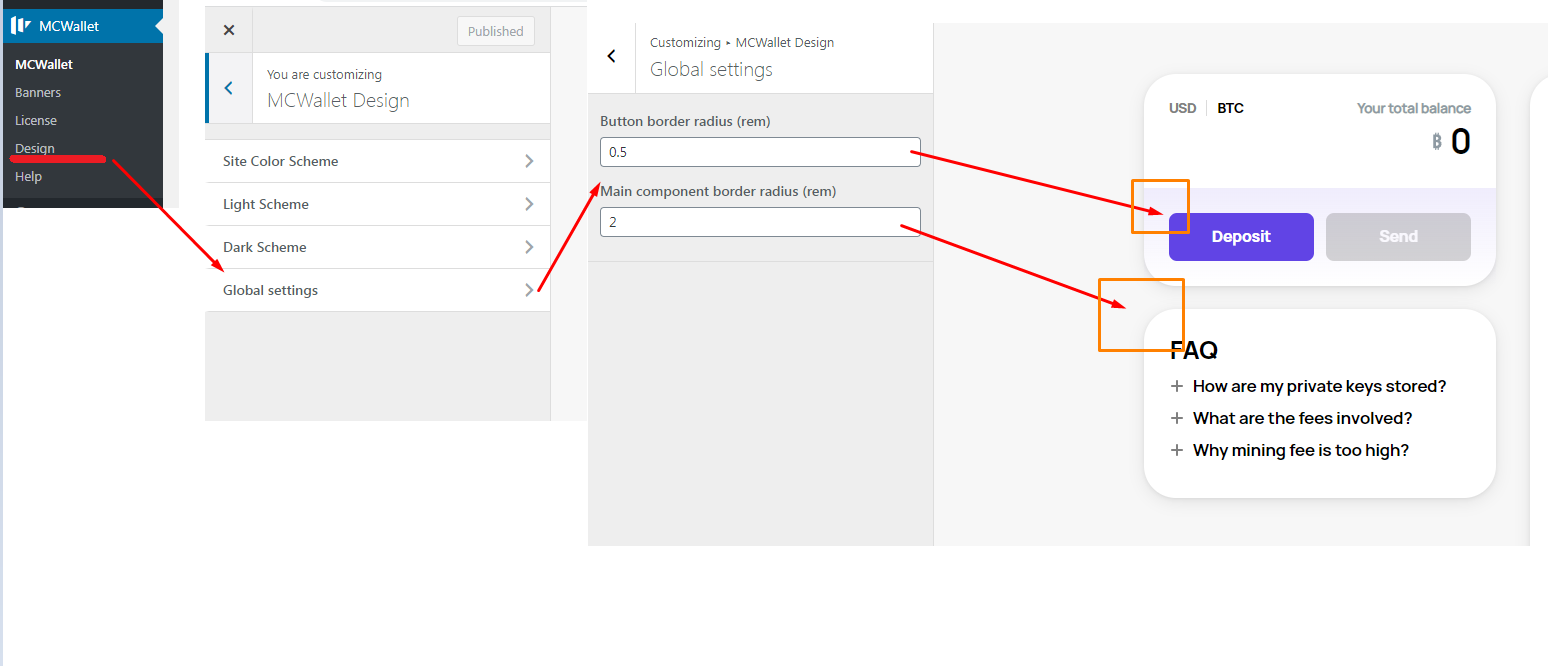 MCWallet
MCWallet
Banners
License
Design
Help
Published
You are customizing
MCWallet Design
Site Color Scheme
Light Scheme
Dark Scheme
Global settings
Customizing ▸ MCWallet Design
Global settings
Button border radius (rem)
0.5
Main component border radius (rem)
2
USD BTC Your total balance
฿ 0
Deposit Send
FAQ
+ How are my private keys stored?
+ What are the fees involved?
+ Why mining fee is too high?